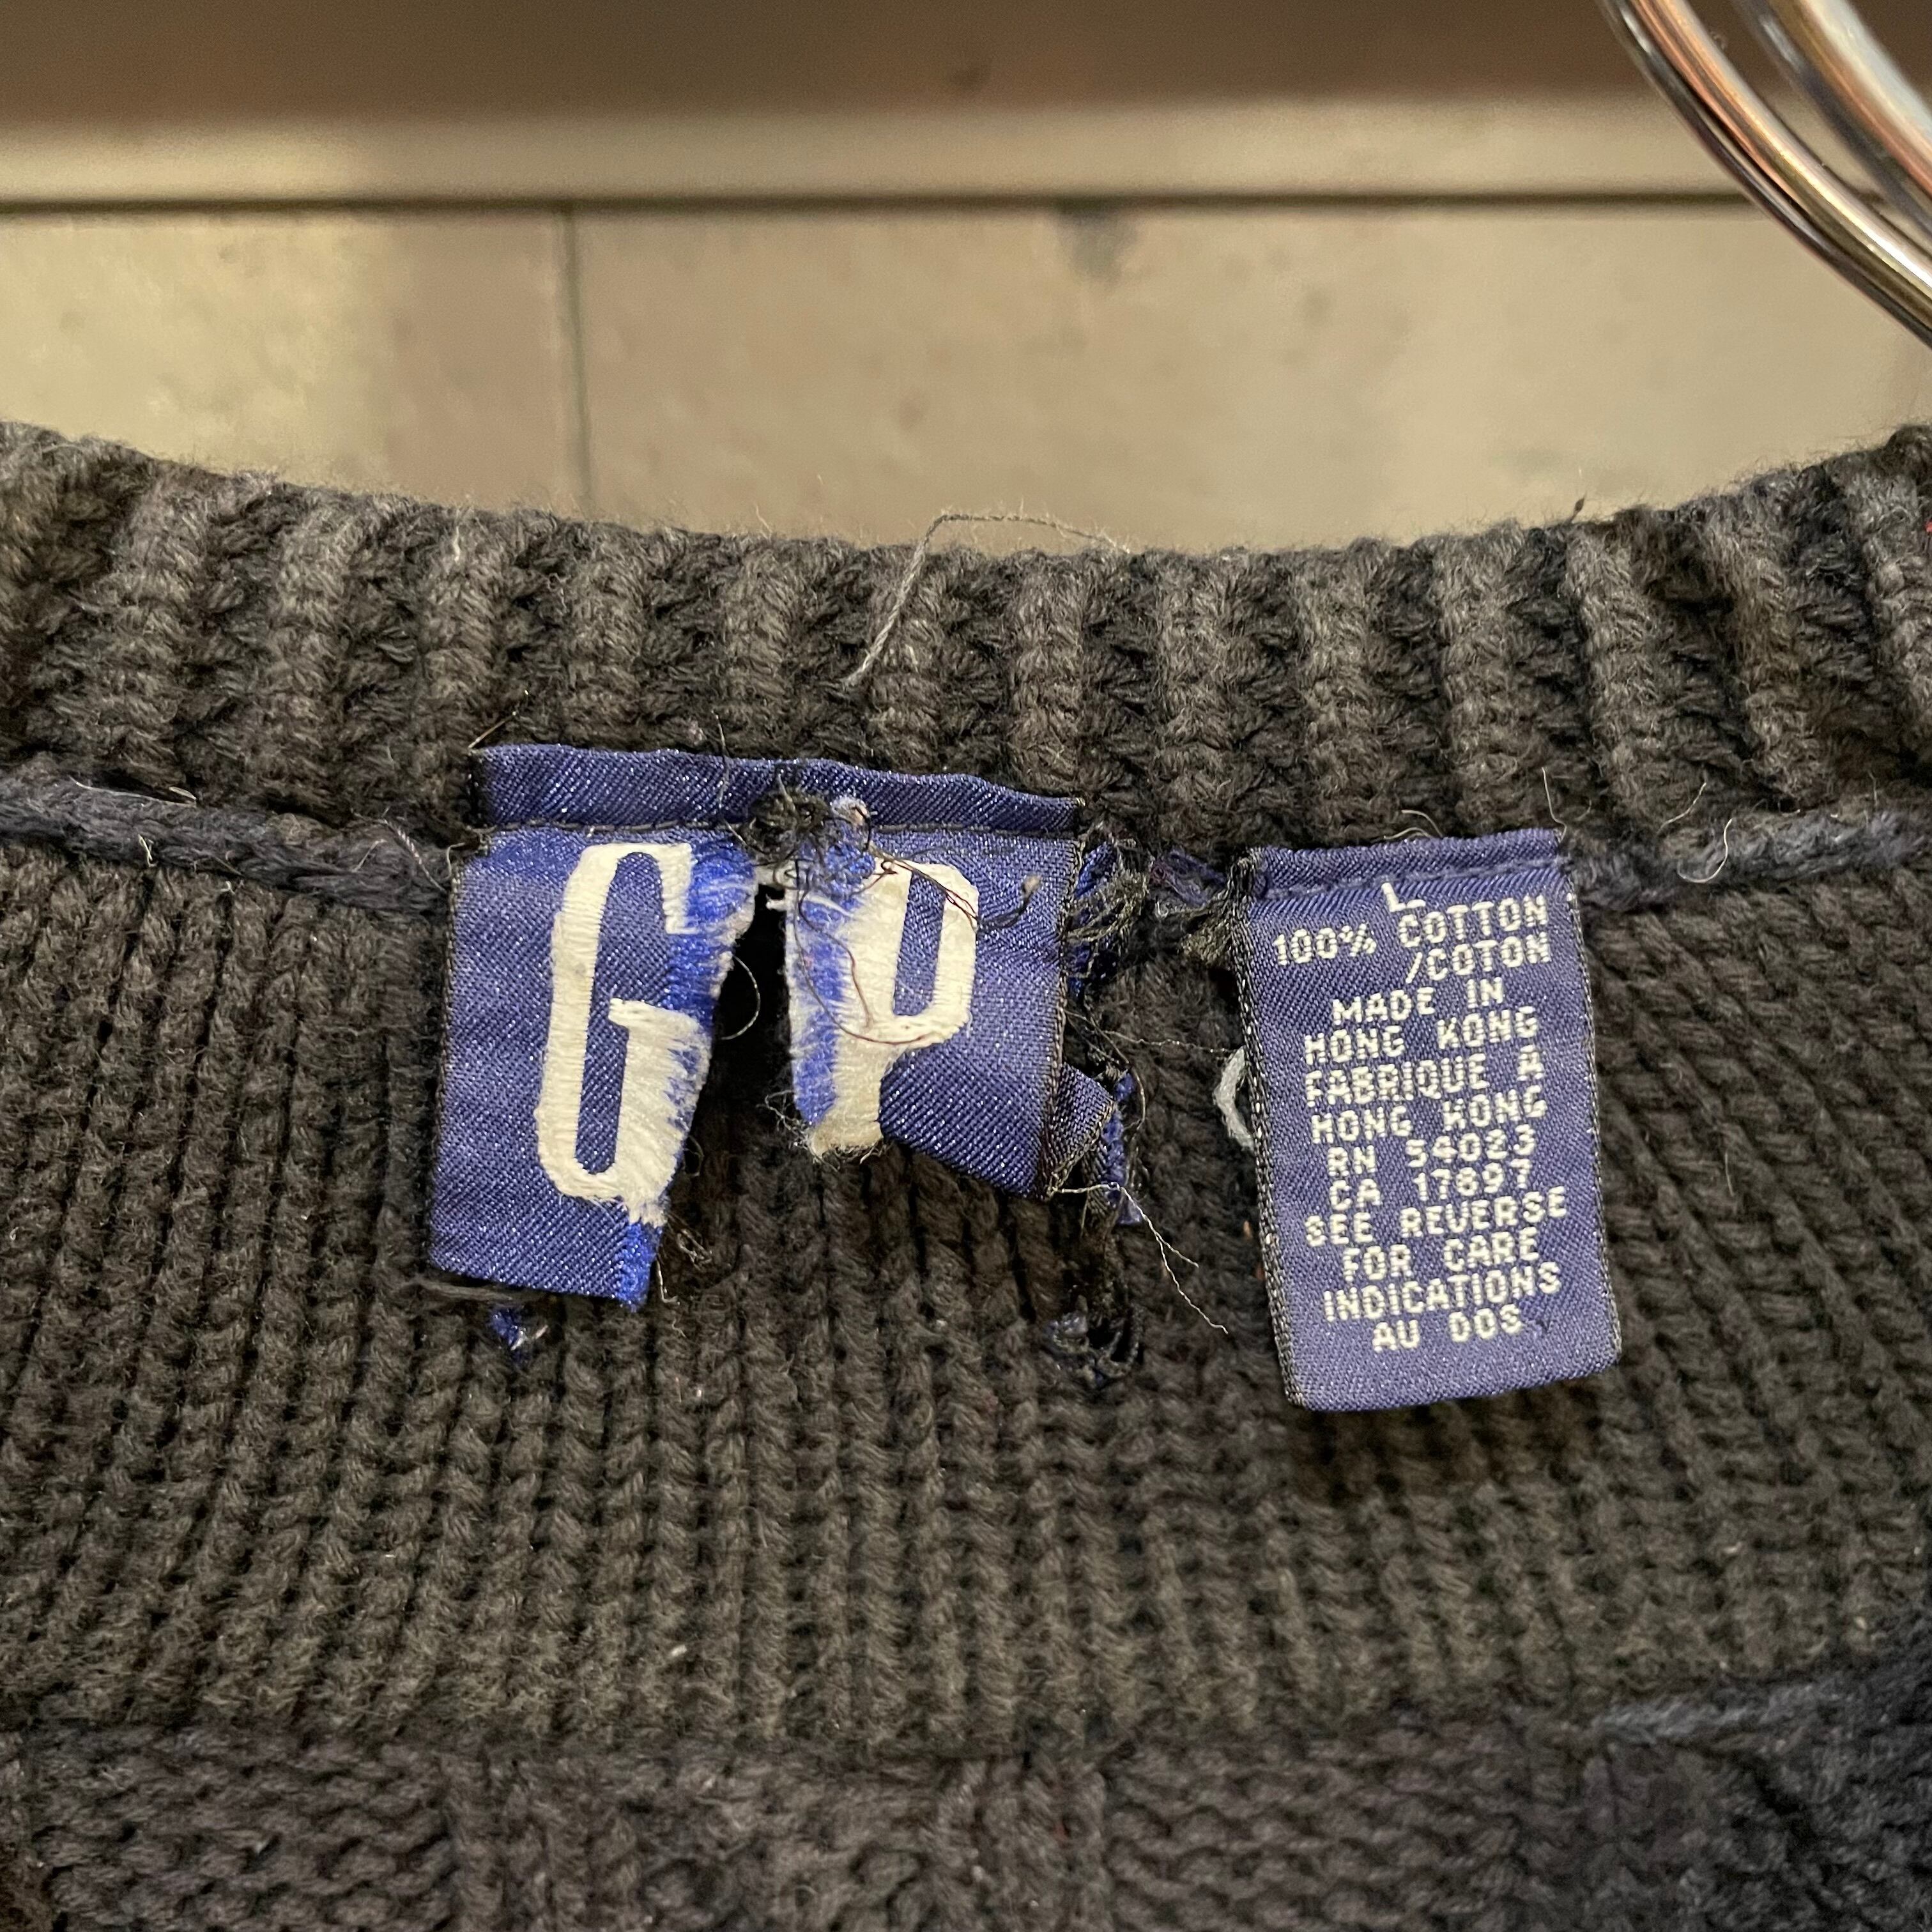 G P
L
100% COTTON
/COTON
MADE IN
HONG KONG
FABRIQUE A
HONG KONG
RN 54023
CA 17897
SEE REVERSE
FOR CARE
INDICATIONS
AU DOS